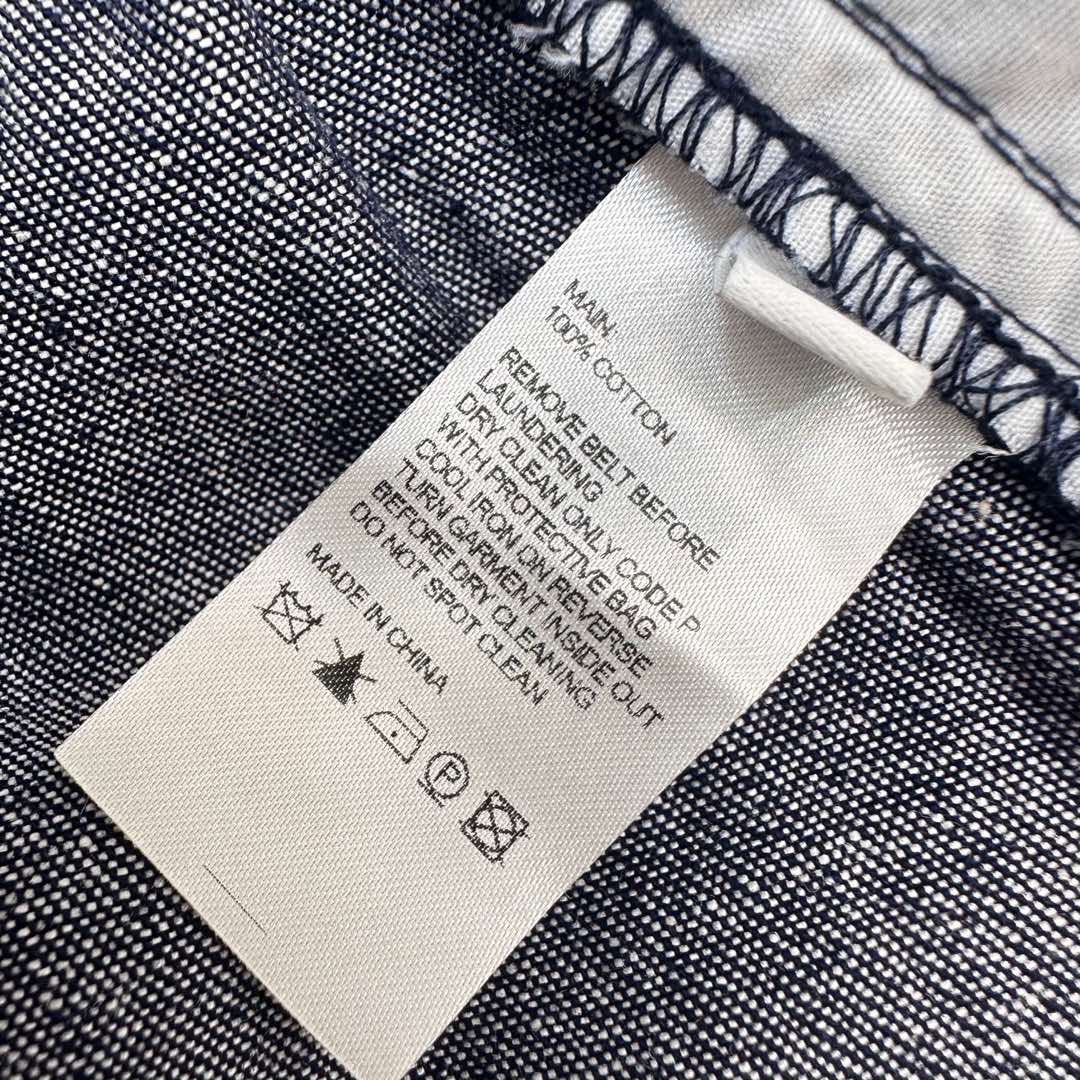 MAIN:
100% COTTON
REMOVE BELT BEFORE
LAUNDERING
DRY CLEAN ONLY CODE P
WITH PROTECTIVE BAG
COOL IRON ON REVERSE
TURN GARMENT INSIDE OUT
BEFORE DRY CLEANING
DO NOT SPOT CLEAN
MADE IN CHINA
P